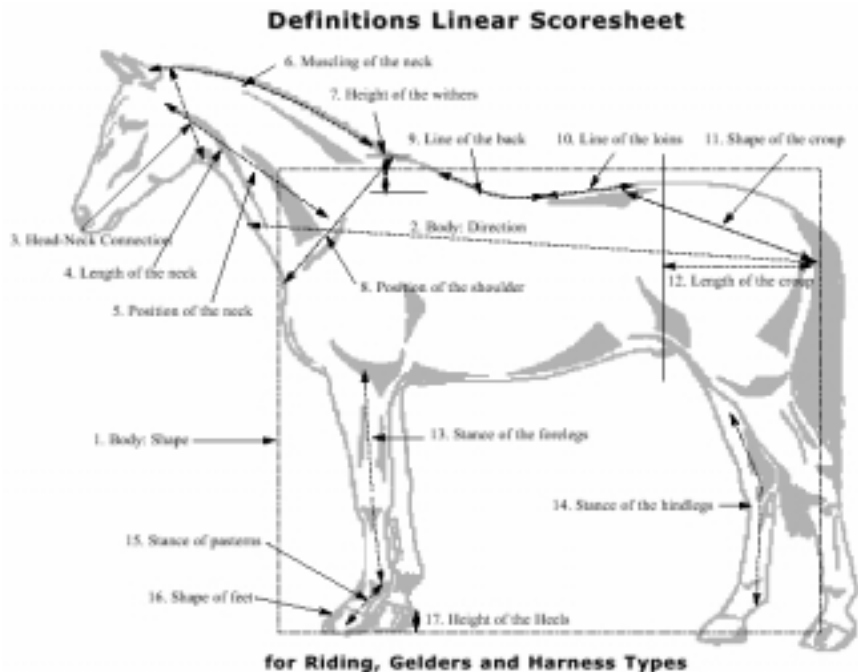 Definitions Linear Scoresheet
6. Muscling of the neck
7. Height of the withers
9. Line of the back
10. Line of the loins
11. Shape of the croup
3. Head-Neck Connection
2. Body: Direction
4. Length of the neck
12. Length of the croup
8. Position of the shoulder
5. Position of the neck
1. Body: Shape
13. Stance of the forelegs
14. Stance of the hindlegs
15. Stance of pasterns
16. Shape of feet
17. Height of the Heels
for Riding, Gelders and Harness Types